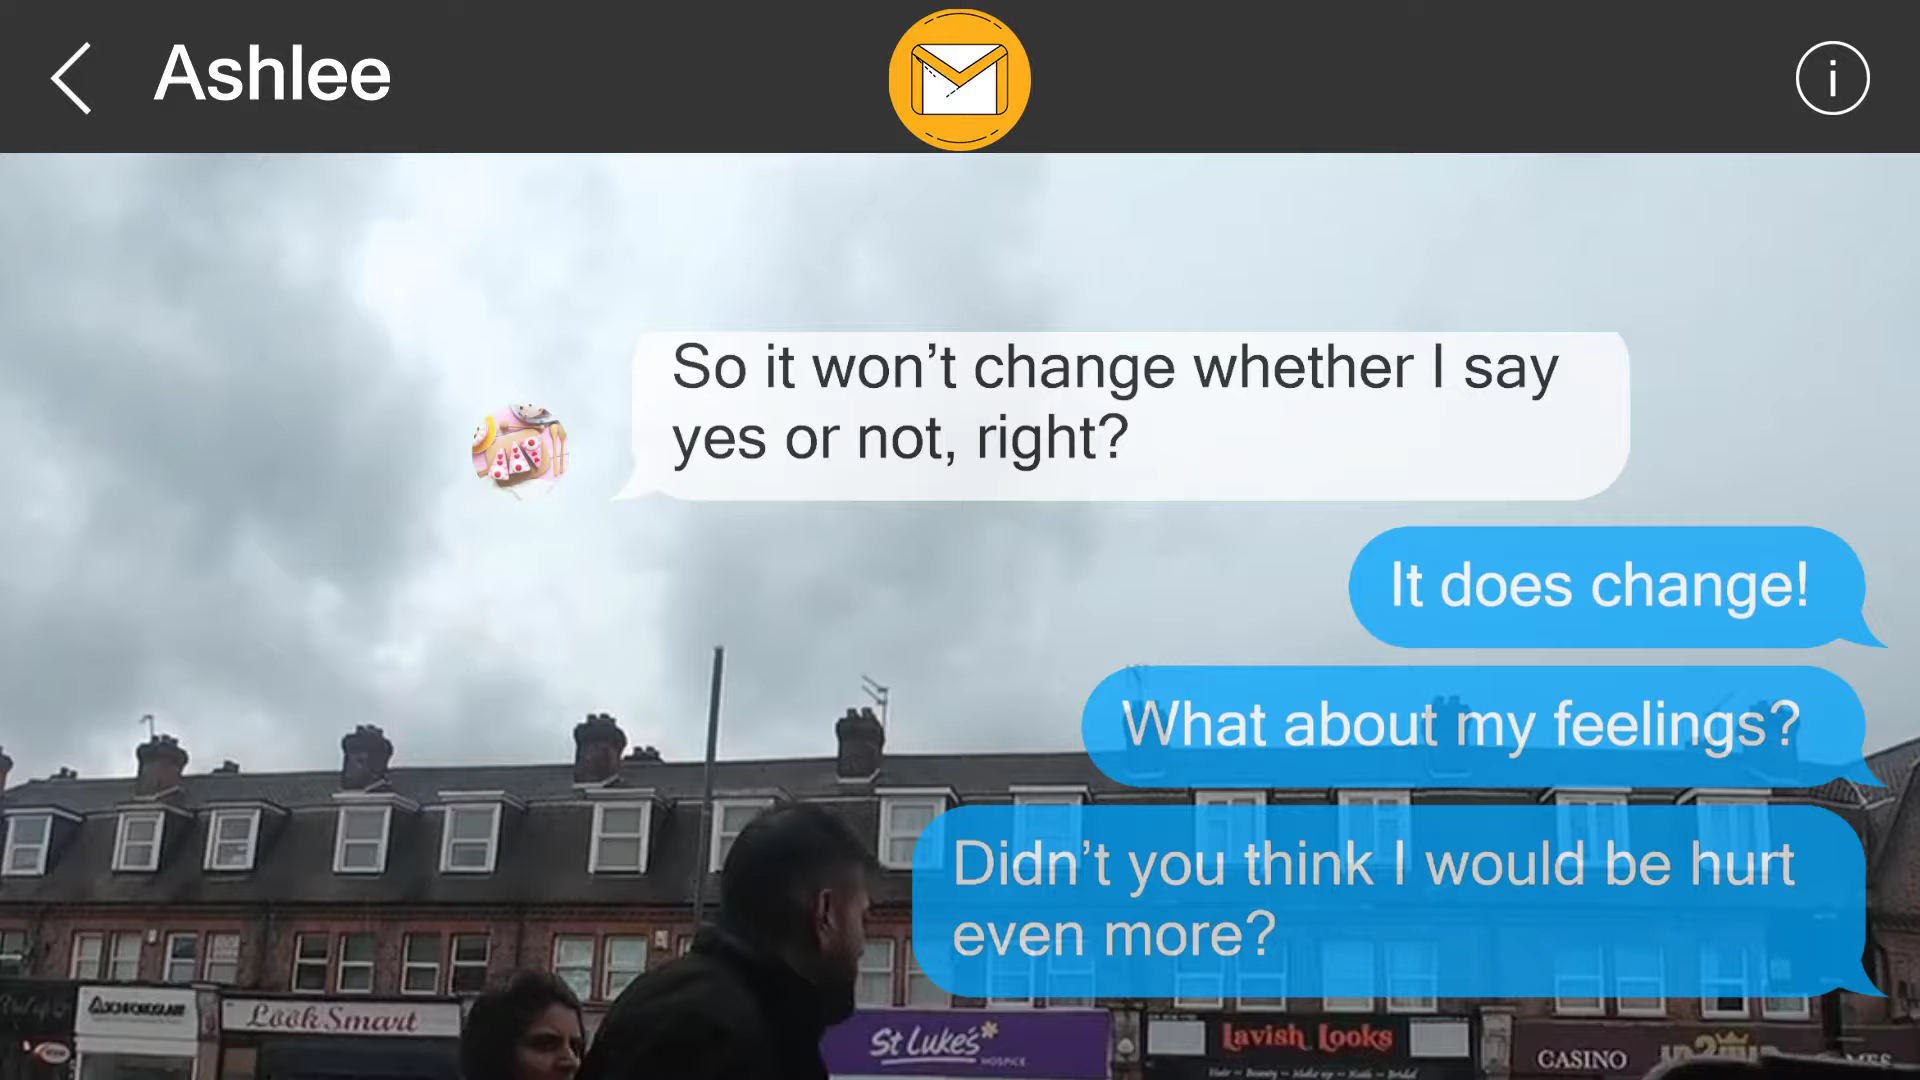 Ashlee
So it won’t change whether I say
yes or not, right?
It does change!
What about my feelings?
Didn’t you think I would be hurt
even more?
Look Smart
St Luke's
HOSPICE
Lavish Looks
CASINO